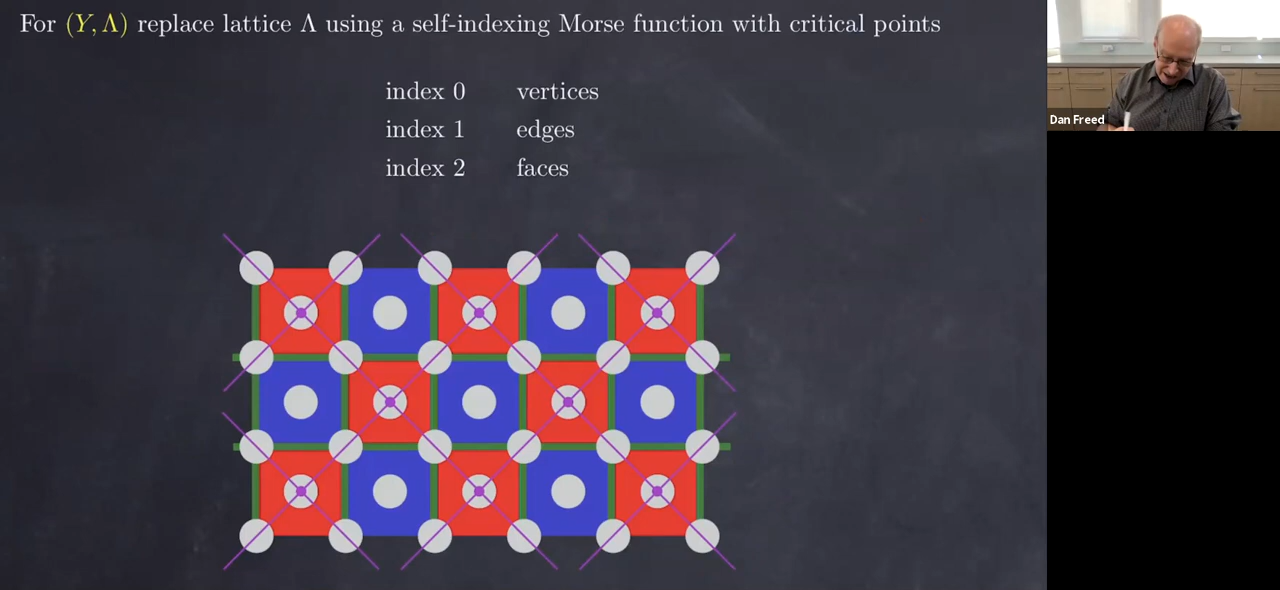 For (Y, Λ) replace lattice Λ using a self-indexing Morse function with critical points
index 0 vertices
index 1 edges
index 2 faces
Dan Freed